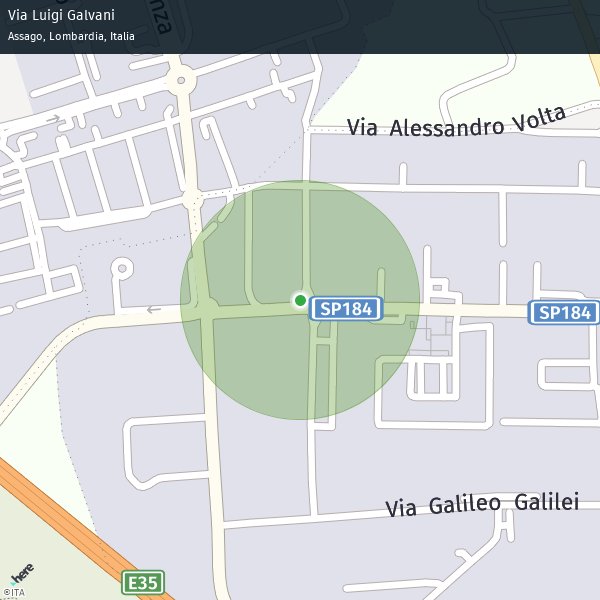 Via Luigi Galvani
Assago, Lombardia, Italia
nza
Via Alessandro Volta
SP184
SP184
Via Galileo Galilei
E35
here
©ITA